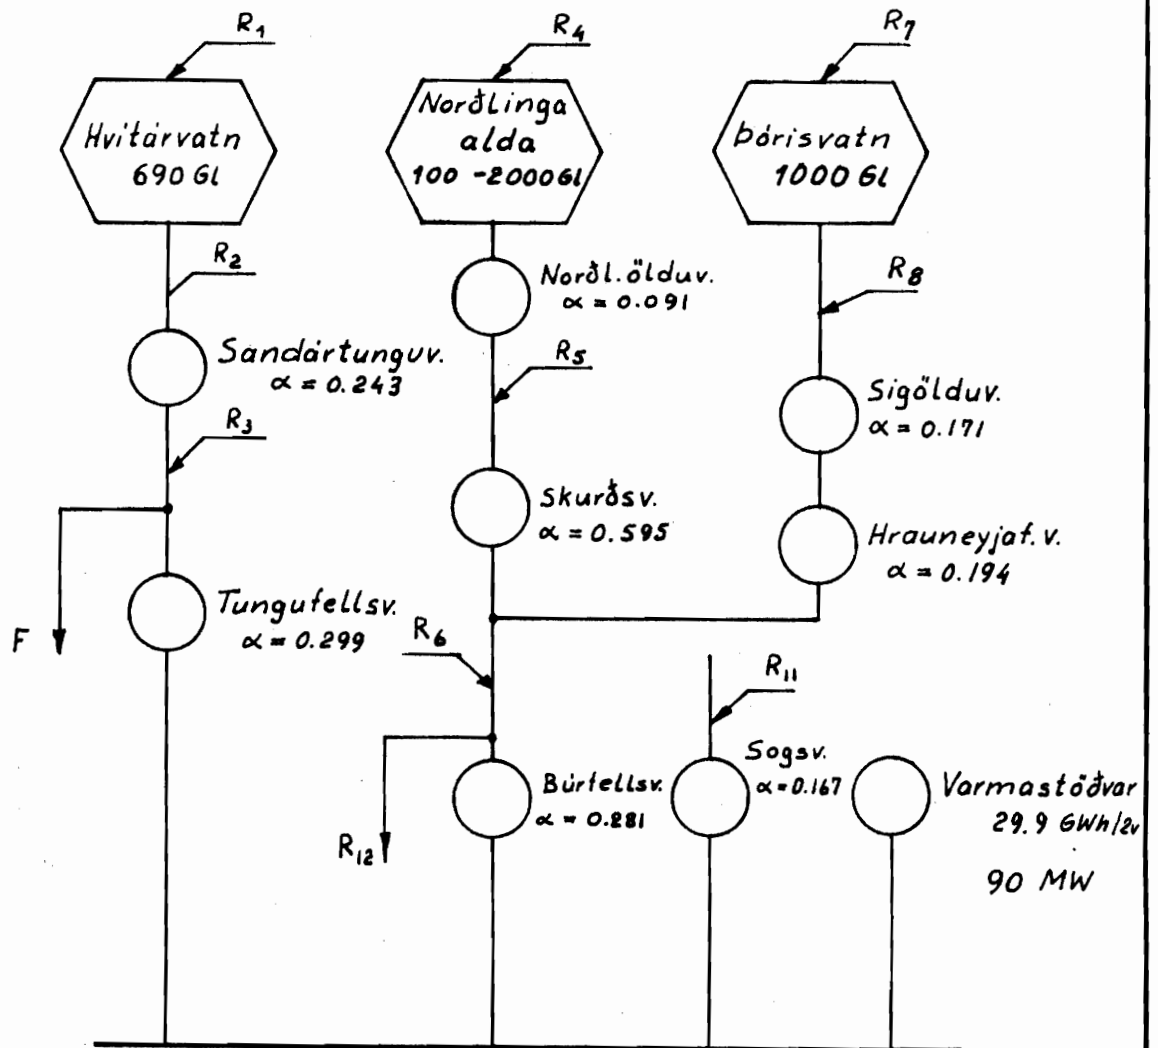 R₁
R₄
R₇
Hvítárvatn
690 Gl
Norðlinga
alda
100 - 2000 Gl
Þórisvatn
1000 Gl
R₂
Norðl.ölduv.
α = 0.091
R₈
Sandártunguv.
α = 0.243
R₅
Sigölduv.
α = 0.171
R₃
Skurðsv.
α = 0.595
Hrauneyjaf.v.
α = 0.194
F
Tungufellsv.
α = 0.299
R₆
R₁₁
R₁₂
Búrfellsv.
α = 0.281
Sogsv.
α = 0.167
Varmastöðvar
29.9 GWh/2v
90 MW